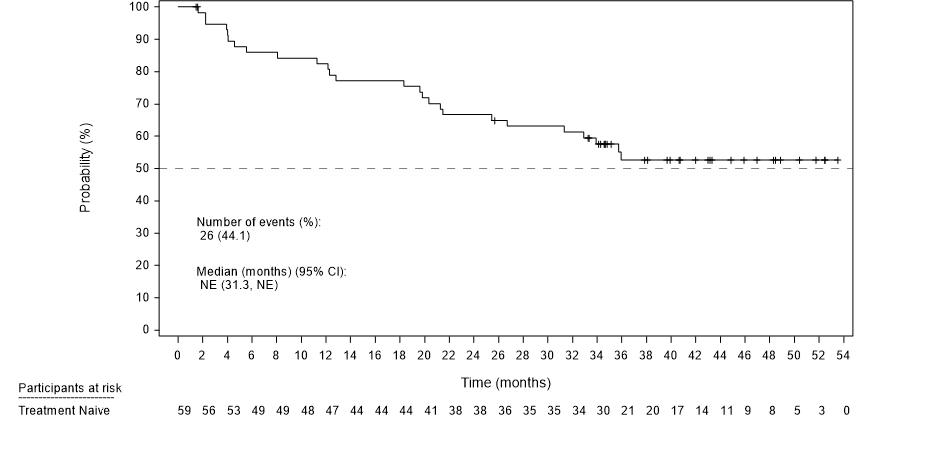 100
90
80
70
60
50
40
30
20
10
0
Probability (%)
Number of events (%):
26 (44.1)
Median (months) (95% CI):
NE (31.3, NE)
0 2 4 6 8 10 12 14 16 18 20 22 24 26 28 30 32 34 36 38 40 42 44 46 48 50 52 54
Time (months)
Participants at risk
Treatment Naive 59 56 53 49 49 48 47 44 44 44 41 38 38 36 35 35 34 30 21 20 17 14 11 9 8 5 3 0